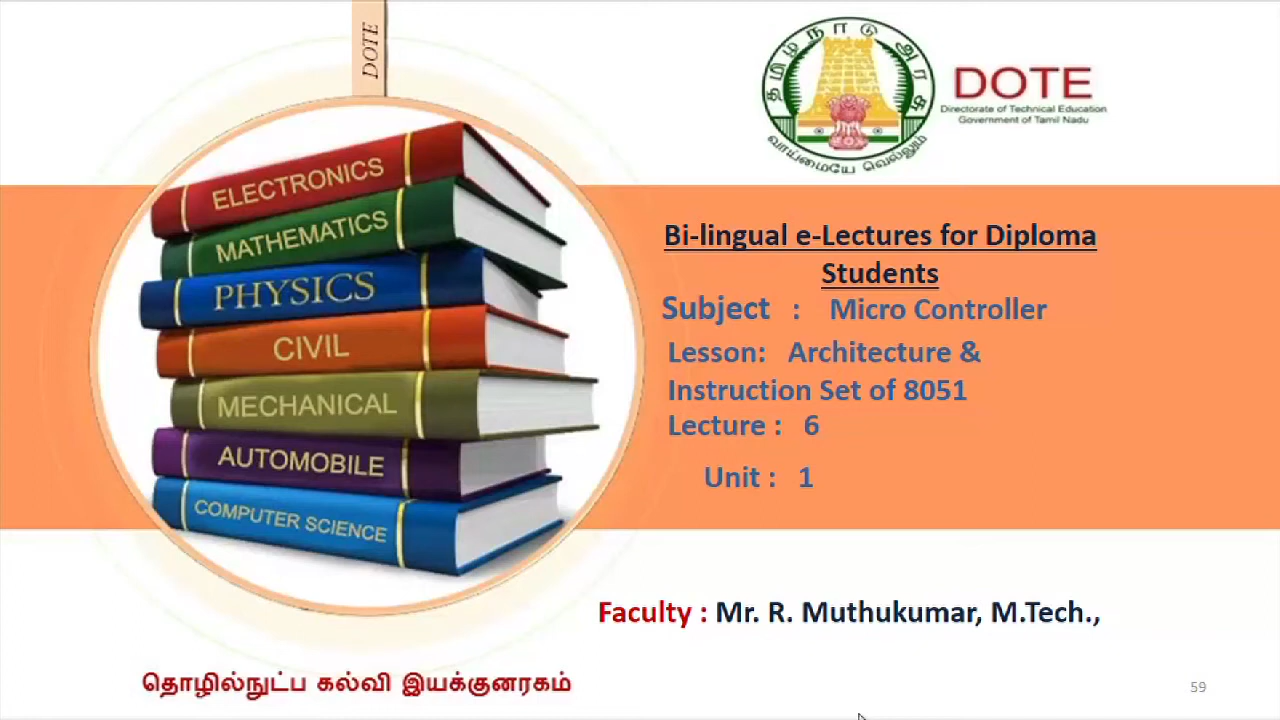 DOTE
தமிழ்நாடு அரசு
வாய்மையே வெல்லும்
DOTE
Directorate of Technical Education
Government of Tamil Nadu
ELECTRONICS
MATHEMATICS
PHYSICS
CIVIL
MECHANICAL
AUTOMOBILE
COMPUTER SCIENCE
Bi-lingual e-Lectures for Diploma
Students
Subject : Micro Controller
Lesson: Architecture &
Instruction Set of 8051
Lecture : 6
Unit : 1
Faculty : Mr. R. Muthukumar, M.Tech.,
தொழில்நுட்ப கல்வி இயக்குனரகம்
59